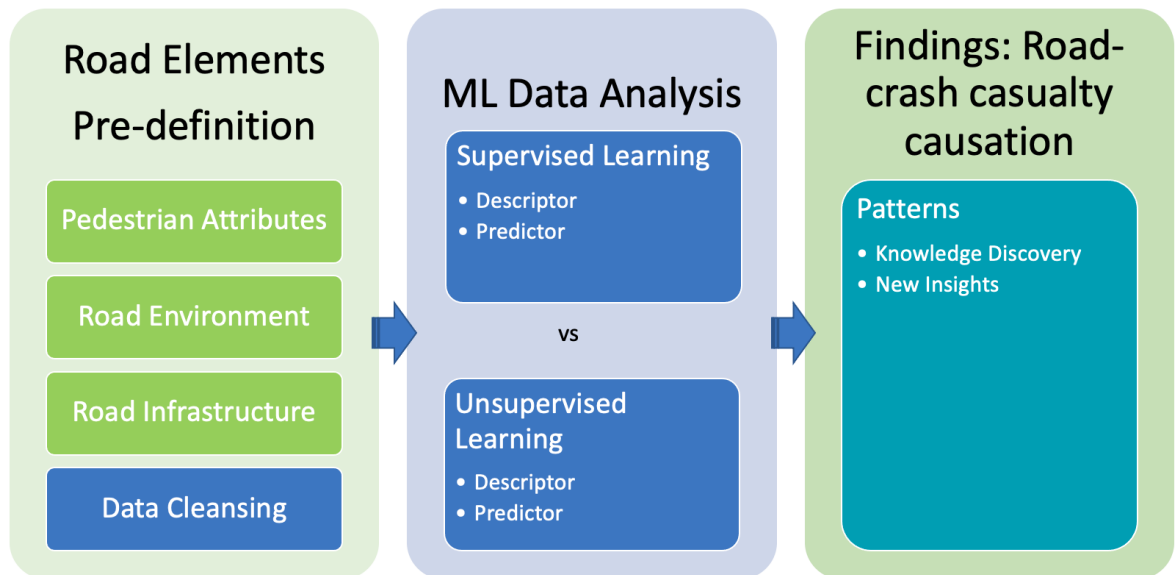 Road Elements
Pre-definition
Pedestrian Attributes
Road Environment
Road Infrastructure
Data Cleansing
ML Data Analysis
Supervised Learning
• Descriptor
• Predictor
vs
Unsupervised
Learning
• Descriptor
• Predictor
Findings: Road-
crash casualty
causation
Patterns
• Knowledge Discovery
• New Insights